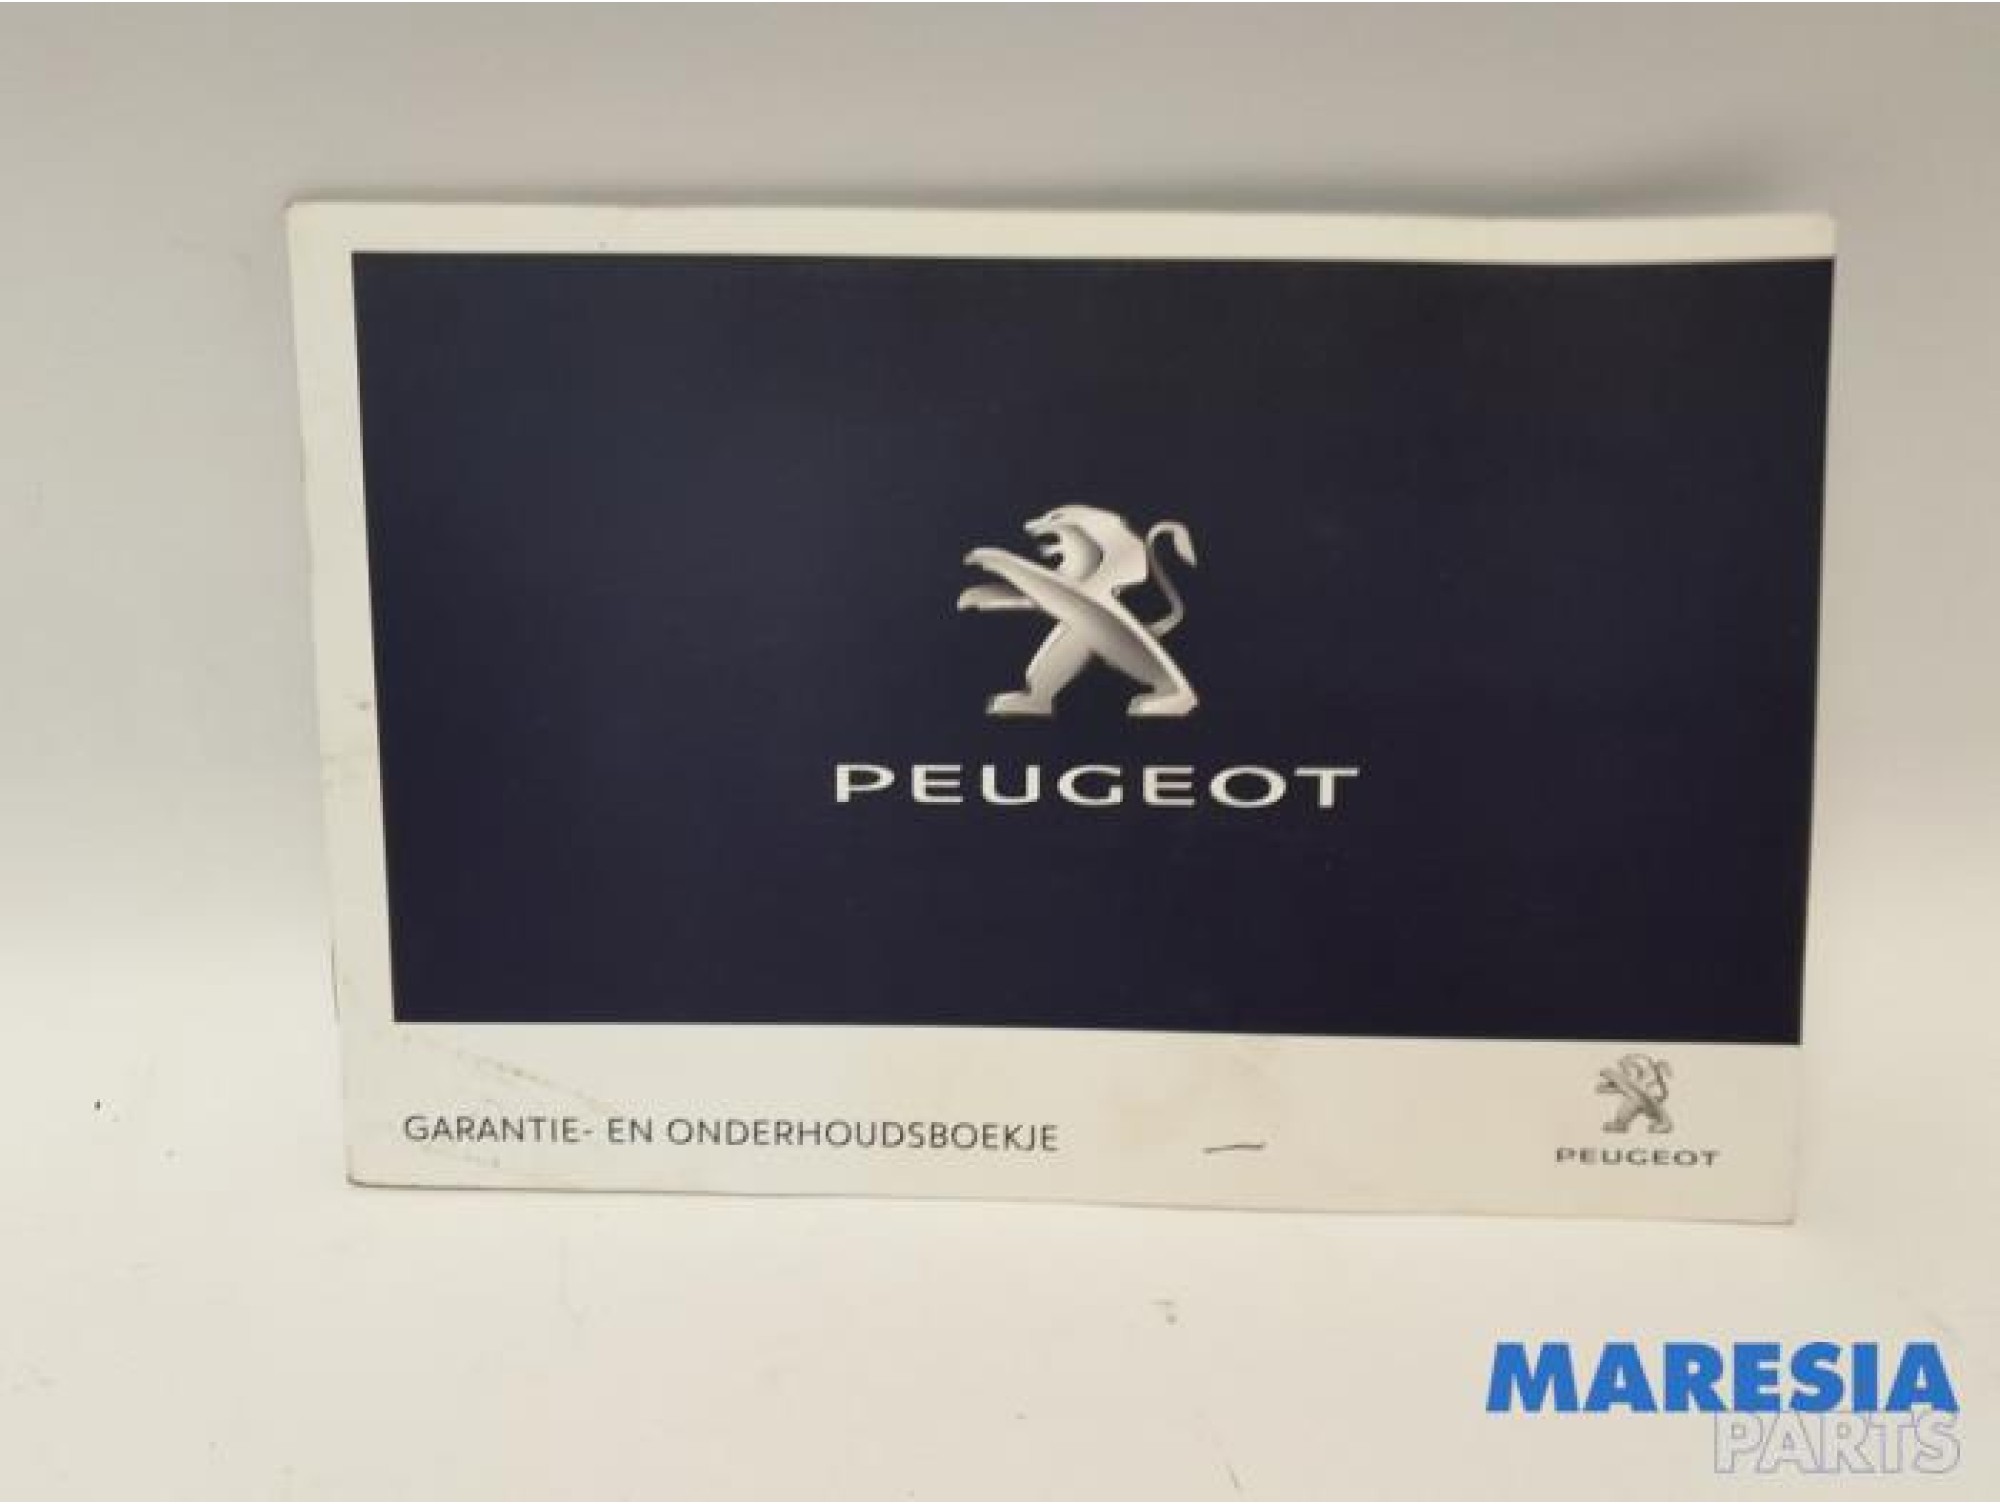 PEUGEOT
GARANTIE- EN ONDERHOUDSBOEKJE
PEUGEOT
MARESIA
PARTS